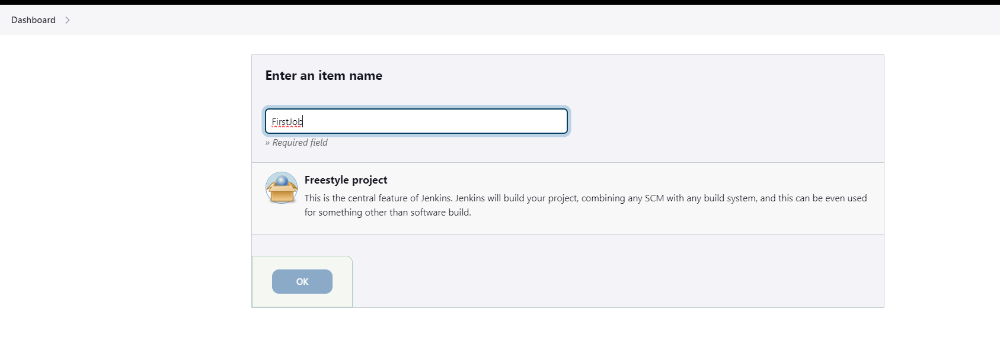 Dashboard
Enter an item name
FirstJob
» Required field
Freestyle project
This is the central feature of Jenkins. Jenkins will build your project, combining any SCM with any build system, and this can be even used
for something other than software build.
OK